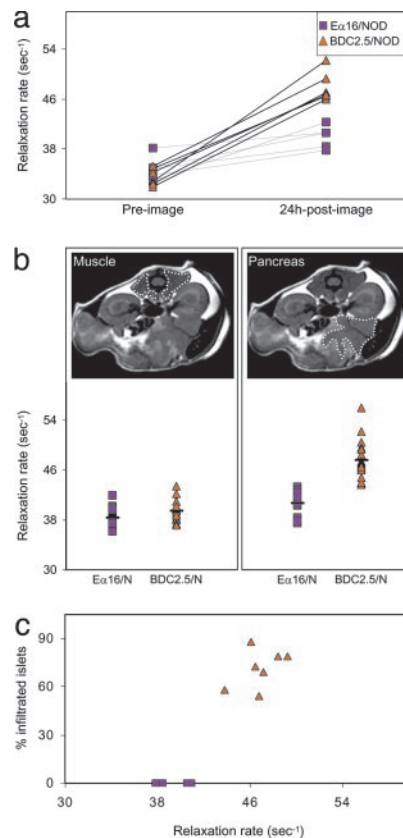 a
Eα16/NOD
BDC2.5/NOD
Relalxation rate (sec⁻¹)
54
46
38
30
Pre-image
24h-post-image
b
Muscle
Pancreas
Relaxation rate (sec⁻¹)
54
46
38
30
Eα16/N
BDC2.5/N
Eα16/N
BDC2.5/N
c
% infiltrated islets
90
60
30
0
30
38
46
54
Relaxation rate (sec⁻¹)